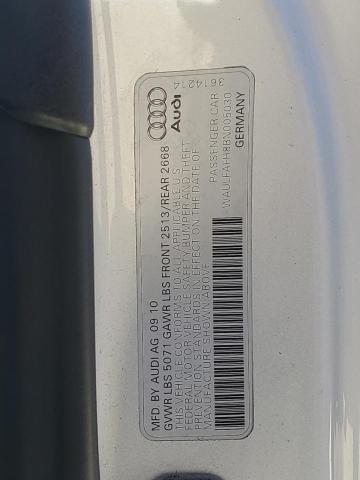 Audi
3614214
MFD BY AUDI AG 09 10
GVWR LBS 5071 GAWR LBS FRONT 2513/REAR 2668
THIS VEHICLE CONFORMS TO ALL APPLICABLE U.S.
FEDERAL MOTOR VEHICLE SAFETY BUMPER AND THEFT
PREVENTION STANDARDS IN EFFECT ON THE DATE OF
MANUFACTURE SHOWN ABOVE
PASSENGER CAR
WAULFAFH8BN005030
GERMANY